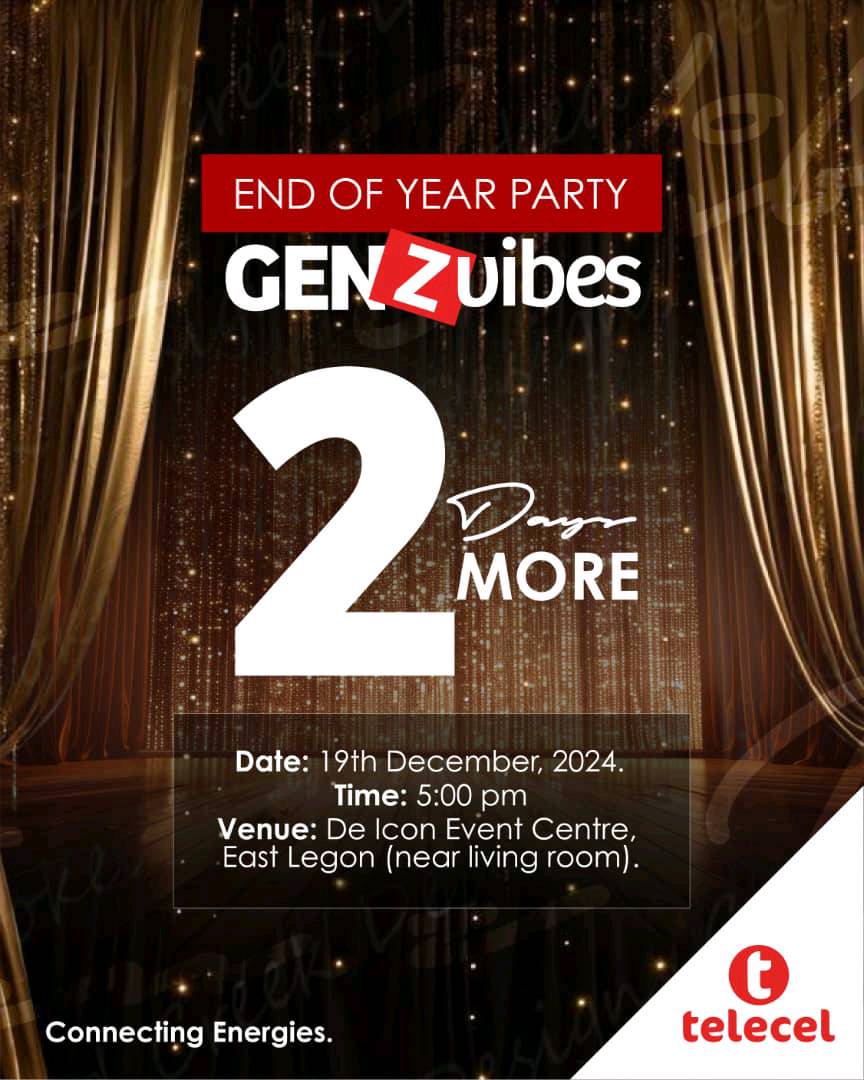 END OF YEAR PARTY
GENZvibes
2
Days
MORE
Date: 19th December, 2024.
Time: 5:00 pm
Venue: De Icon Event Centre,
East Legon (near living room).
Connecting Energies.
t
telecel